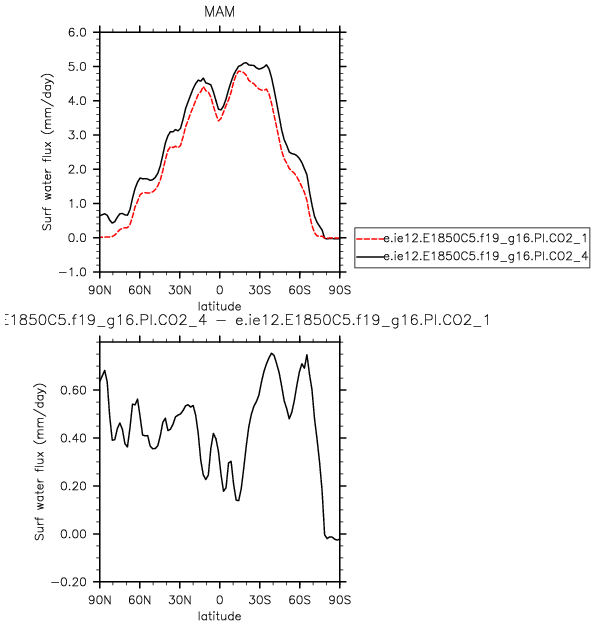 MAM
Surf water flux (mm/day)
6.0
5.0
4.0
3.0
2.0
1.0
0.0
−1.0
90N 60N 30N 0 30S 60S 90S
latitude
e.ie12.E1850C5.f19_g16.PI.CO2_1
e.ie12.E1850C5.f19_g16.PI.CO2_4
E1850C5.f19_g16.PI.CO2_4 − e.ie12.E1850C5.f19_g16.PI.CO2_1
Surf water flux (mm/day)
0.60
0.40
0.20
0.00
−0.20
90N 60N 30N 0 30S 60S 90S
latitude